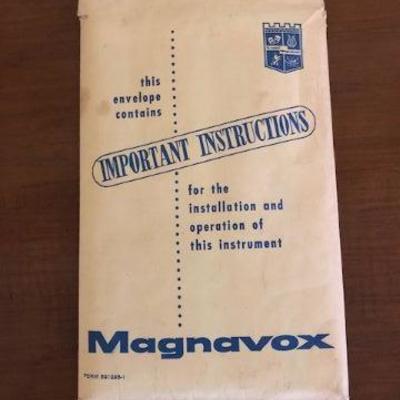 this
envelope
contains
IMPORTANT INSTRUCTIONS
for the
installation and
operation of
this instrument
Magnavox